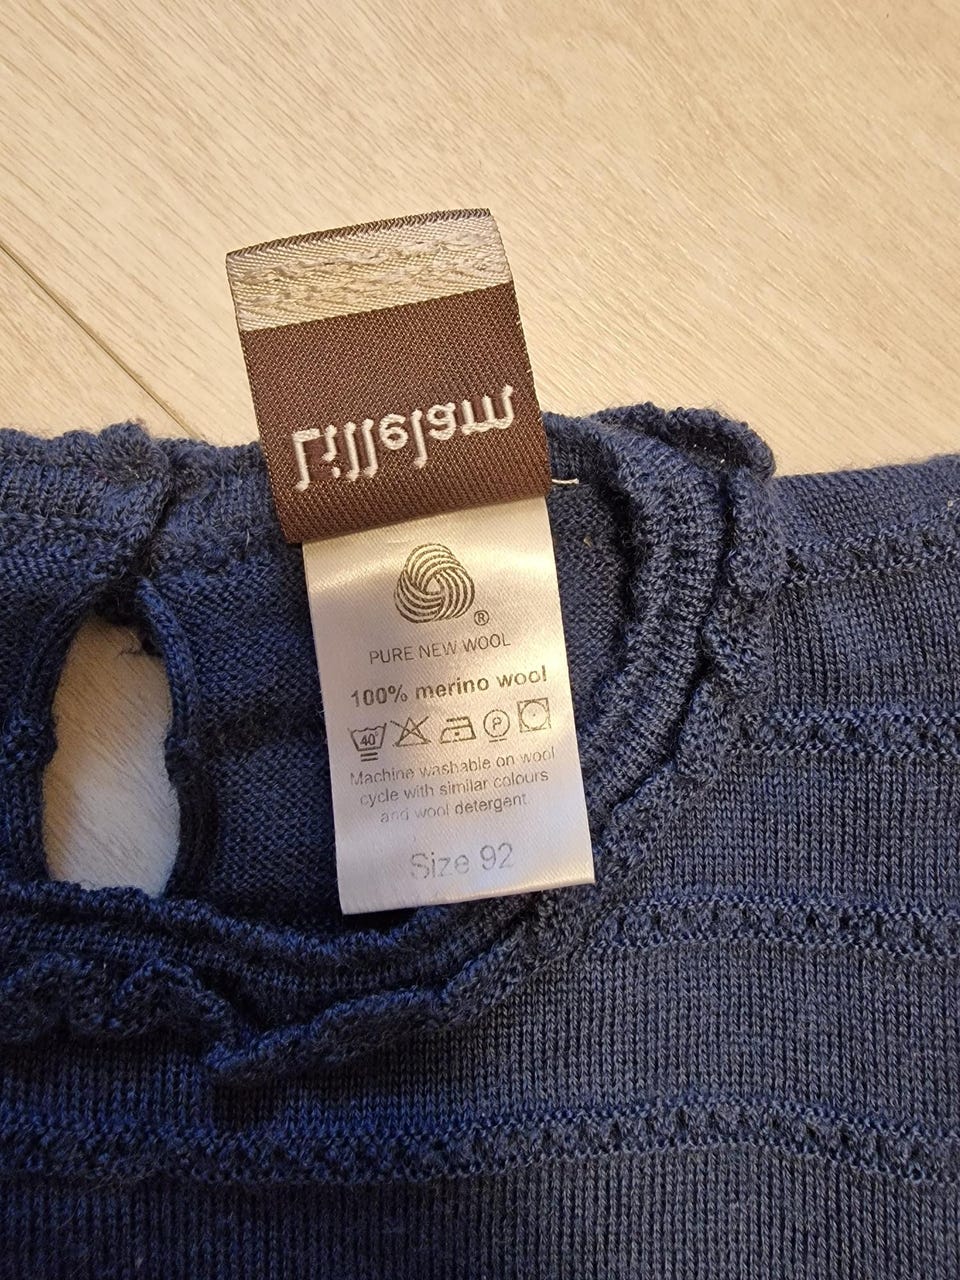 Lillelam
®
PURE NEW WOOL
100% merino wool
40° P
Machine washable on wool
cycle with similar colours
and wool detergent.
Size 92